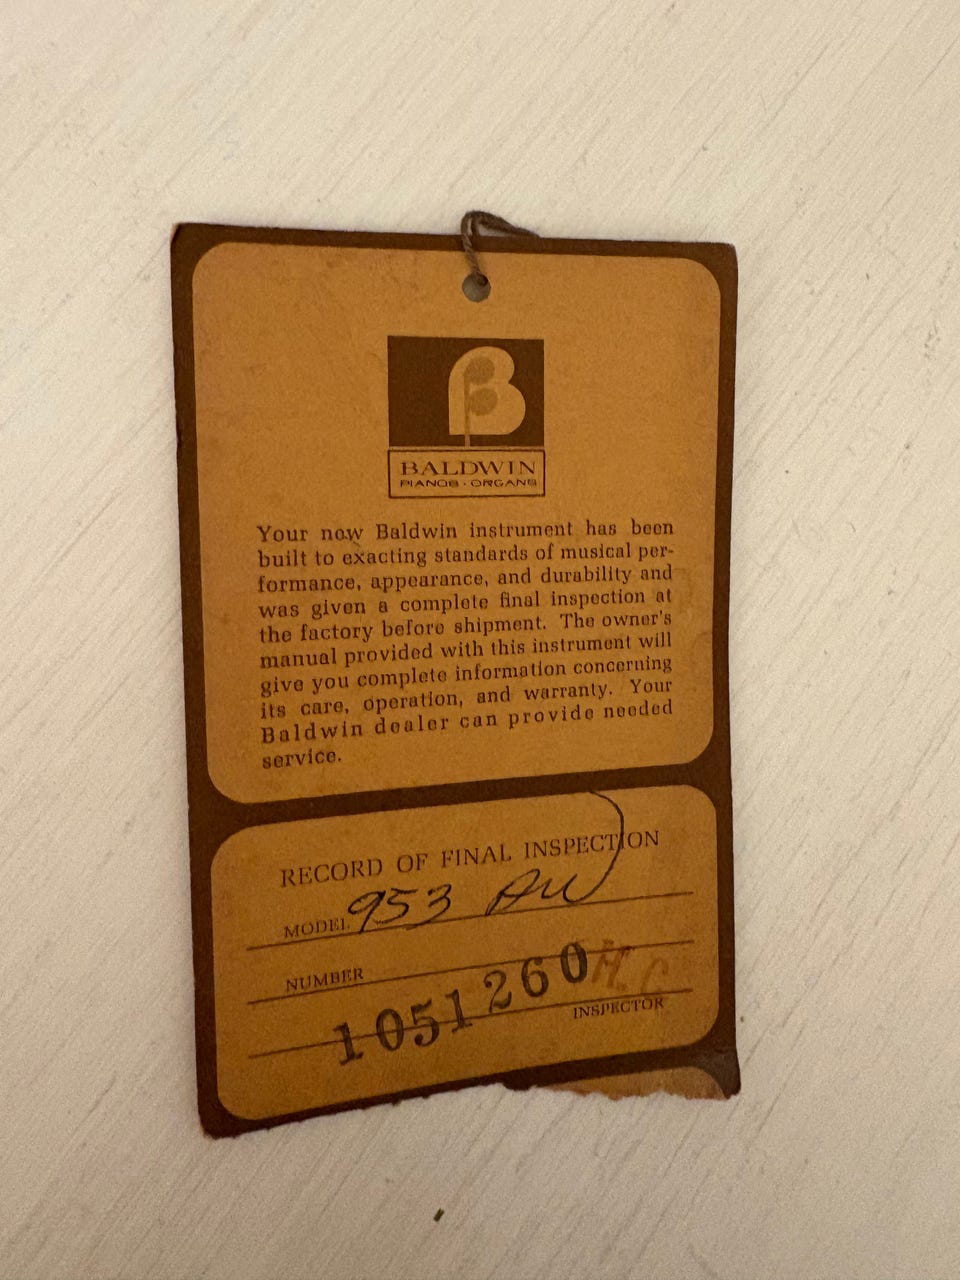 B
BALDWIN
PIANOS · ORGANS
Your new Baldwin instrument has been
built to exacting standards of musical per-
formance, appearance, and durability and
was given a complete final inspection at
the factory before shipment. The owner's
manual provided with this instrument will
give you complete information concerning
its care, operation, and warranty. Your
Baldwin dealer can provide needed
service.
RECORD OF FINAL INSPECTION
MODEL 953
NUMBER
1051260 H.C
INSPECTOR